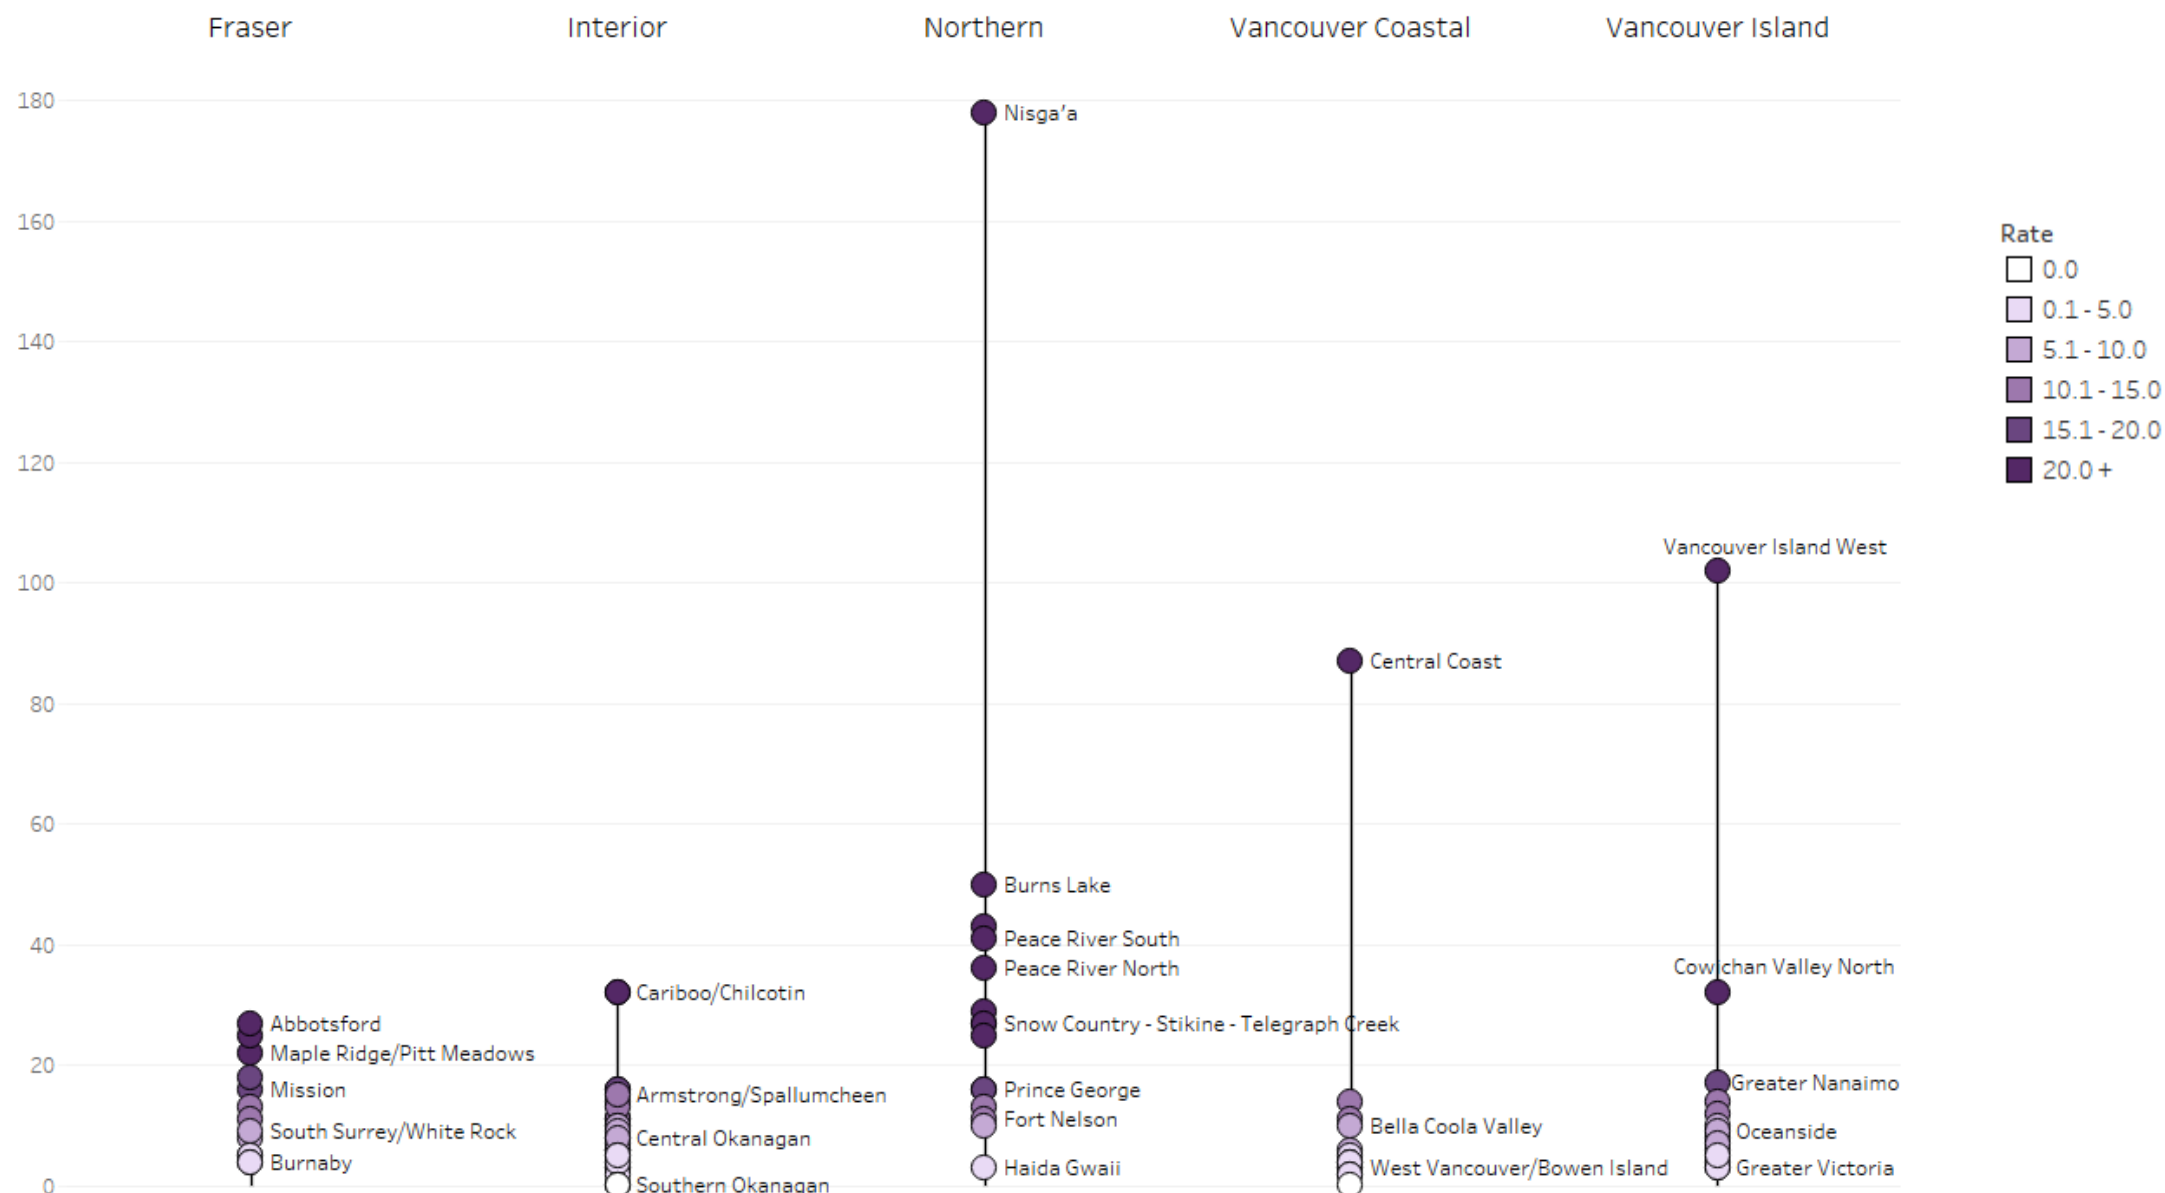 Fraser Interior Northern Vancouver Coastal Vancouver Island
180
Nisga'a
160
Rate
0.0
0.1 - 5.0
140
5.1 - 10.0
10.1 - 15.0
15.1 - 20.0
120
20.0 +
Vancouver Island West
100
Central Coast
80
60
Burns Lake
40
Peace River South
Peace River North
Cowichan Valley North
Cariboo/Chilcotin
Abbotsford
Snow Country - Stikine - Telegraph Creek
Maple Ridge/Pitt Meadows
20
Greater Nanaimo
Mission
Prince George
Armstrong/Spallumcheen
Fort Nelson
Bella Coola Valley
South Surrey/White Rock
Oceanside
Central Okanagan
Burnaby
Haida Gwaii
West Vancouver/Bowen Island
Greater Victoria
0
Southern Okanagan